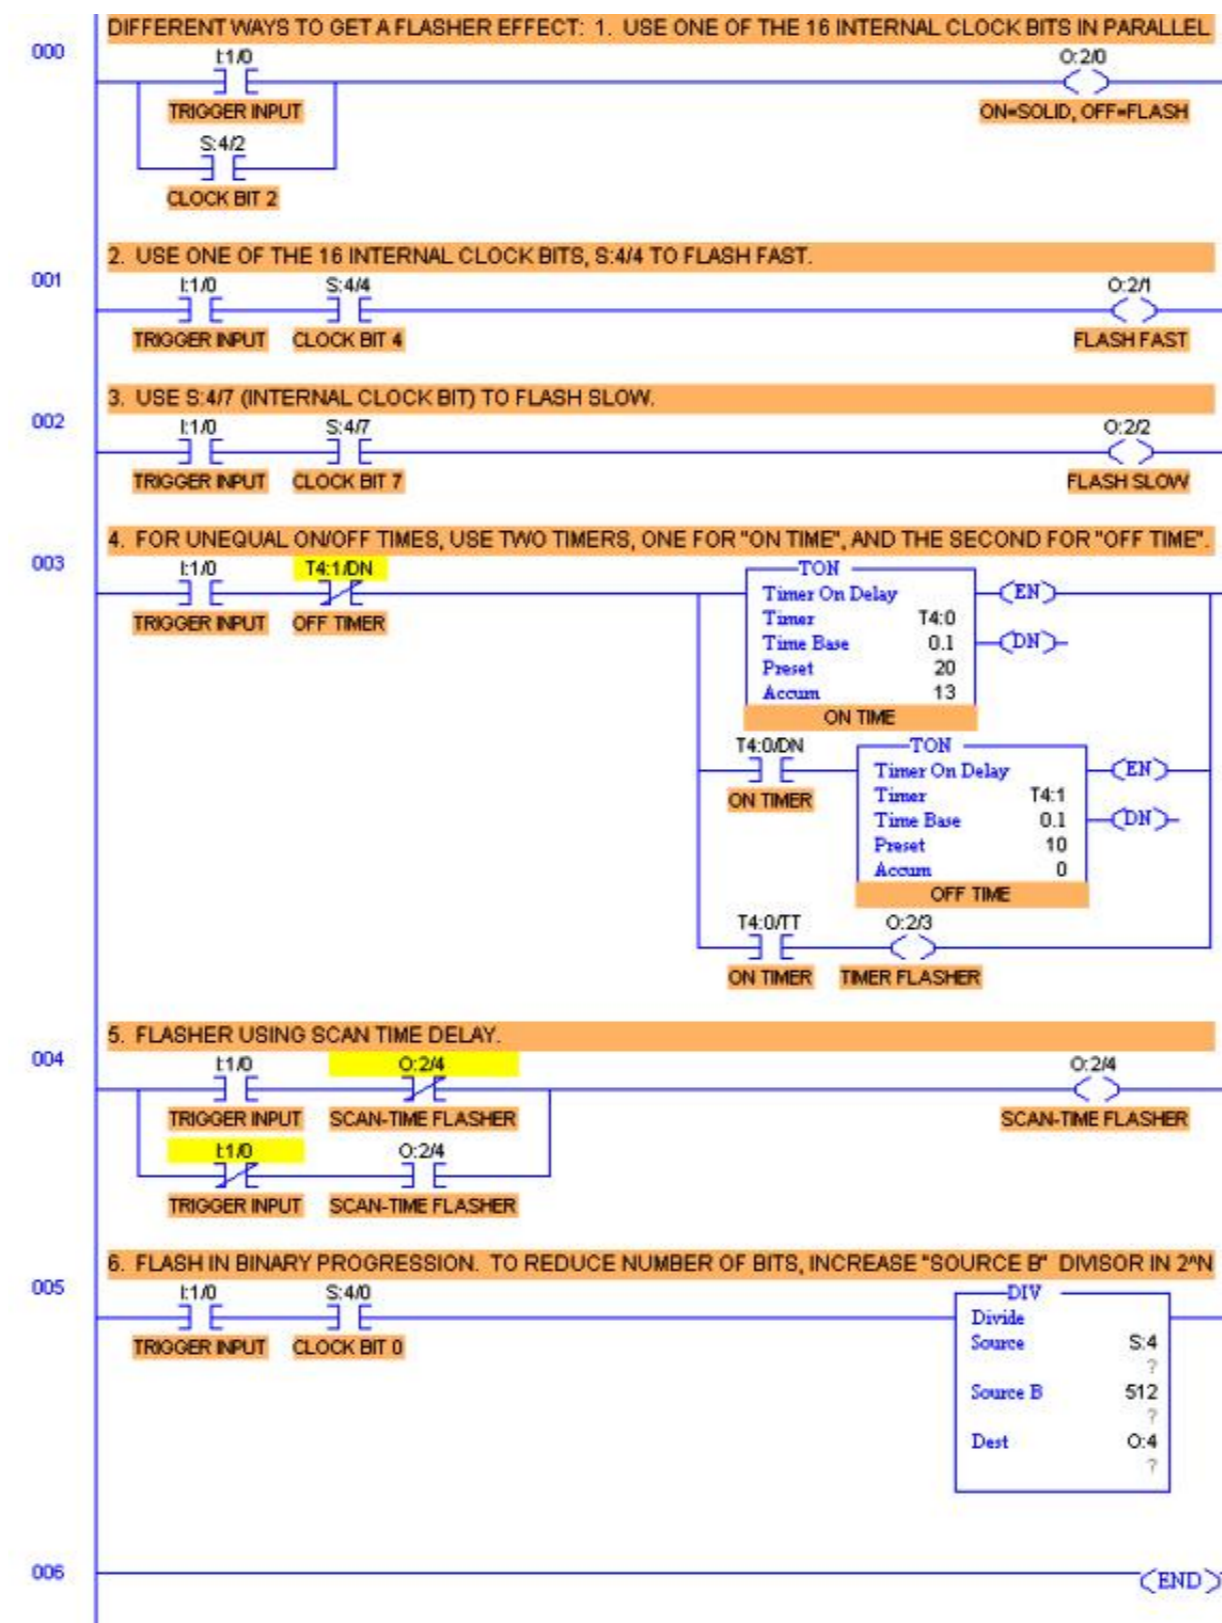 DIFFERENT WAYS TO GET A FLASHER EFFECT: 1. USE ONE OF THE 16 INTERNAL CLOCK BITS IN PARALLEL
000
I:1/0 O:2/0
TRIGGER INPUT ON=SOLID, OFF=FLASH
S:4/2
CLOCK BIT 2
2. USE ONE OF THE 16 INTERNAL CLOCK BITS, S:4/4 TO FLASH FAST.
001
I:1/0 S:4/4 O:2/1
TRIGGER INPUT CLOCK BIT 4 FLASH FAST
3. USE S:4/7 (INTERNAL CLOCK BIT) TO FLASH SLOW.
002
I:1/0 S:4/7 O:2/2
TRIGGER INPUT CLOCK BIT 7 FLASH SLOW
4. FOR UNEQUAL ON/OFF TIMES, USE TWO TIMERS, ONE FOR "ON TIME", AND THE SECOND FOR "OFF TIME".
003
I:1/0 T4:1/DN
TRIGGER INPUT OFF TIMER
TON
Timer On Delay EN
Timer T4:0
Time Base 0.1 DN
Preset 20
Accum 13
ON TIME
T4:0/DN
ON TIMER
TON
Timer On Delay EN
Timer T4:1
Time Base 0.1 DN
Preset 10
Accum 0
OFF TIME
T4:0/TT O:2/3
ON TIMER TIMER FLASHER
5. FLASHER USING SCAN TIME DELAY.
004
I:1/0 O:2/4 O:2/4
TRIGGER INPUT SCAN-TIME FLASHER SCAN-TIME FLASHER
I:1/0 O:2/4
TRIGGER INPUT SCAN-TIME FLASHER
6. FLASH IN BINARY PROGRESSION. TO REDUCE NUMBER OF BITS, INCREASE "SOURCE B" DIVISOR IN 2^N
005
I:1/0 S:4/0
TRIGGER INPUT CLOCK BIT 0
DIV
Divide
Source S:4
?
Source B 512
?
Dest O:4
?
006
END